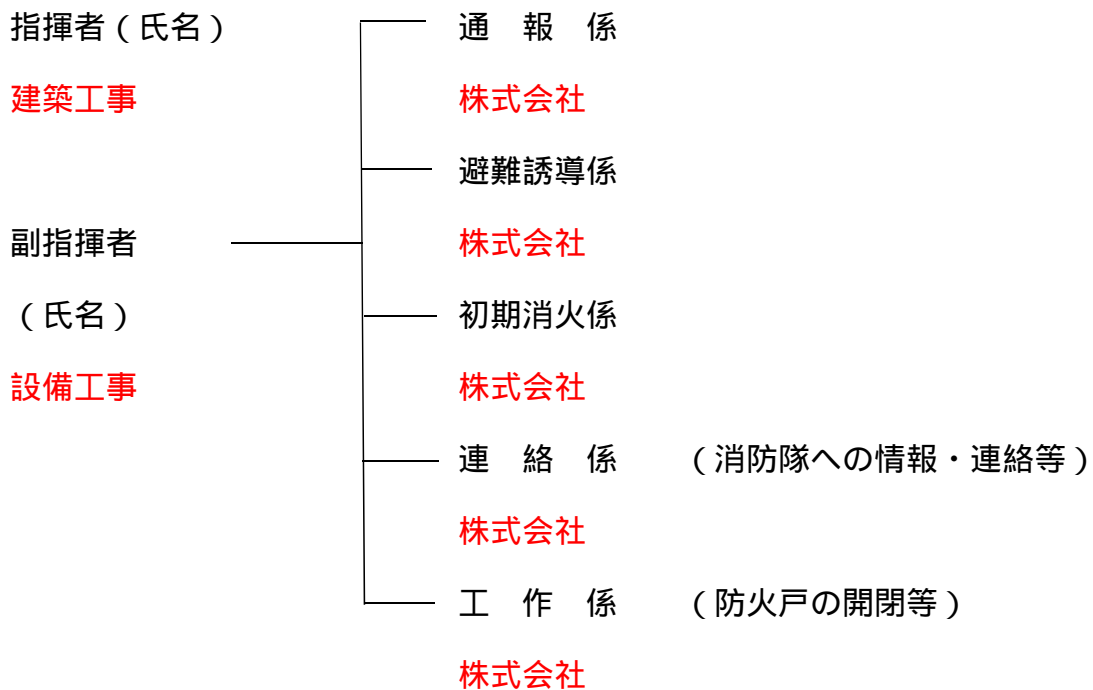 指揮者（氏名）　通　報　係
建築工事　株式会社
避難誘導係
副指揮者　株式会社
（氏名）　初期消火係
設備工事　株式会社
連　絡　係　（消防隊への情報・連絡等）
株式会社
工　作　係　（防火戸の開閉等）
株式会社